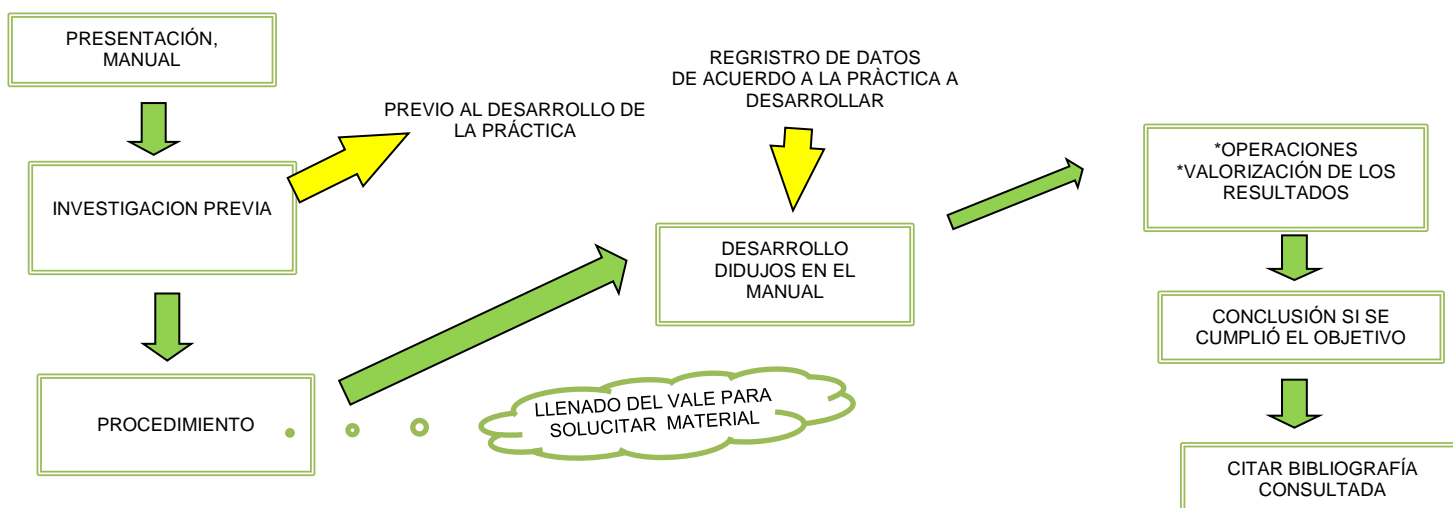 PRESENTACIÓN,
MANUAL
INVESTIGACION PREVIA
PREVIO AL DESARROLLO DE
LA PRÁCTICA
PROCEDIMIENTO
LLENADO DEL VALE PARA
SOLUCITAR MATERIAL
REGRISTRO DE DATOS
DE ACUERDO A LA PRÀCTICA A
DESARROLLAR
DESARROLLO
DIDUJOS EN EL
MANUAL
*OPERACIONES
*VALORIZACIÓN DE LOS
RESULTADOS
CONCLUSIÓN SI SE
CUMPLIÓ EL OBJETIVO
CITAR BIBLIOGRAFÍA
CONSULTADA